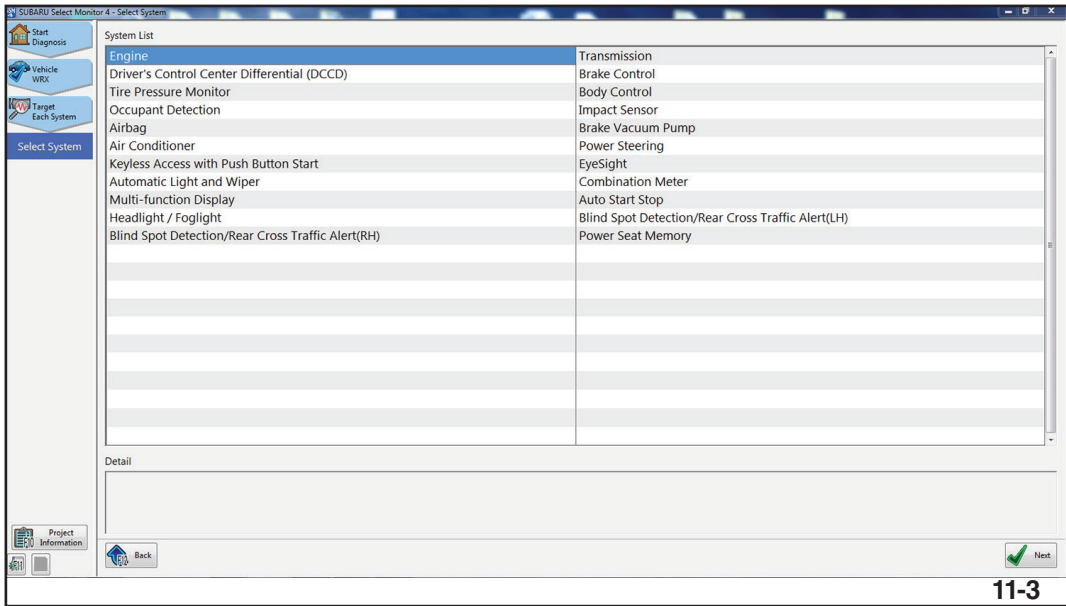 SUBARU Select Monitor 4 - Select System
Start
Diagnosis
Vehicle
WRX
Target
Each System
Select System
System List
Engine
Transmission
Driver's Control Center Differential (DCCD)
Brake Control
Tire Pressure Monitor
Body Control
Occupant Detection
Impact Sensor
Airbag
Brake Vacuum Pump
Air Conditioner
Power Steering
Keyless Access with Push Button Start
EyeSight
Automatic Light and Wiper
Combination Meter
Multi-function Display
Auto Start Stop
Headlight / Foglight
Blind Spot Detection/Rear Cross Traffic Alert(LH)
Blind Spot Detection/Rear Cross Traffic Alert(RH)
Power Seat Memory
Detail
F10
Project
Information
F11
Back
Next
11-3